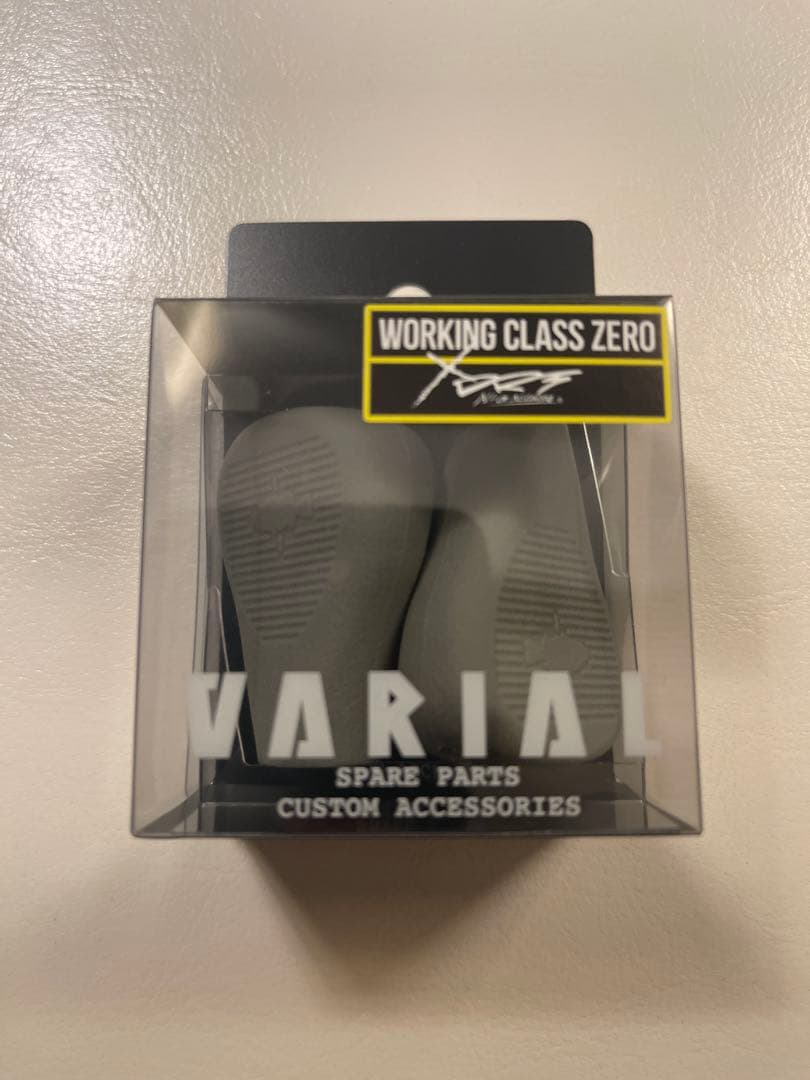 WORKING CLASS ZERO
VARIAL
SPARE PARTS
CUSTOM ACCESSORIES